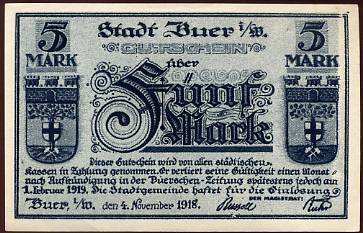 5 Stadt Buer i/w. 5
MARK GUTSCHEIN MARK
über
Fünf
Mark
Dieser Gutschein wird von allen städtischen
Kassen in Zahlung genommen. Er verliert seine Gültigkeit einen Monat
nach Aufkündigung in der Buerschen-Zeitung spätestens jedoch am
1. Februar 1919. Die Stadtgemeinde haftet für die Einlösung
Buer, i/w. den 4. November 1918. DER MAGISTRAT: